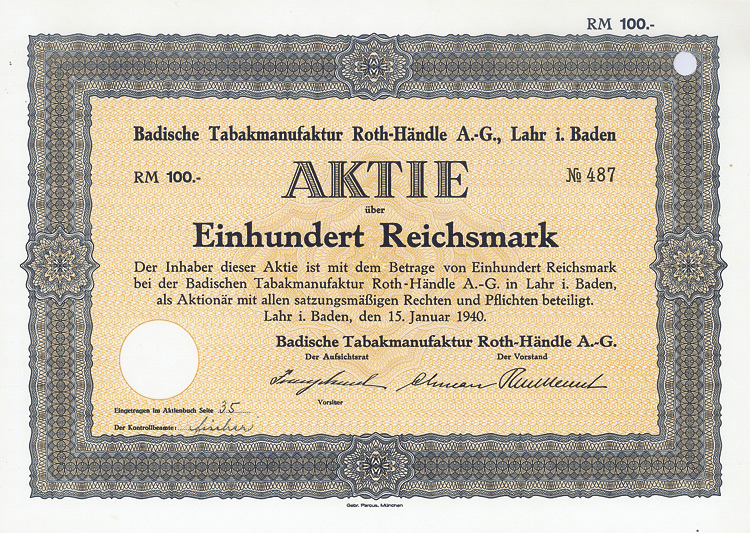 RM 100.-
Badische Tabakmanufaktur Roth-Händle A.-G., Lahr i. Baden
RM 100.-
AKTIE
№ 487
über
Einhundert Reichsmark
Der Inhaber dieser Aktie ist mit dem Betrage von Einhundert Reichsmark
bei der Badischen Tabakmanufaktur Roth-Händle A.-G. in Lahr i. Baden,
als Aktionär mit allen satzungsmäßigen Rechten und Pflichten beteiligt.
Lahr i. Baden, den 15. Januar 1940.
Badische Tabakmanufaktur Roth-Händle A.-G.
Der Aufsichtsrat Der Vorstand
Vorsitzer
Eingetragen im Aktienbuch Seite 35
Der Kontrollbeamte:
Gebr. Parcus, München